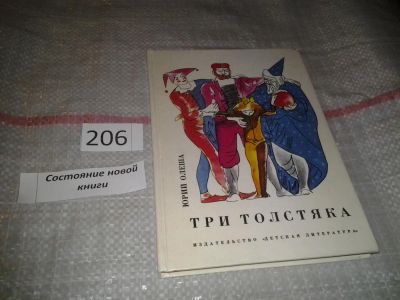 206
Состояние новой
книги
ЮРИЙ ОЛЕША
ТРИ ТОЛСТЯКА
ИЗДАТЕЛЬСТВО «ДЕТСКАЯ ЛИТЕРАТУРА»